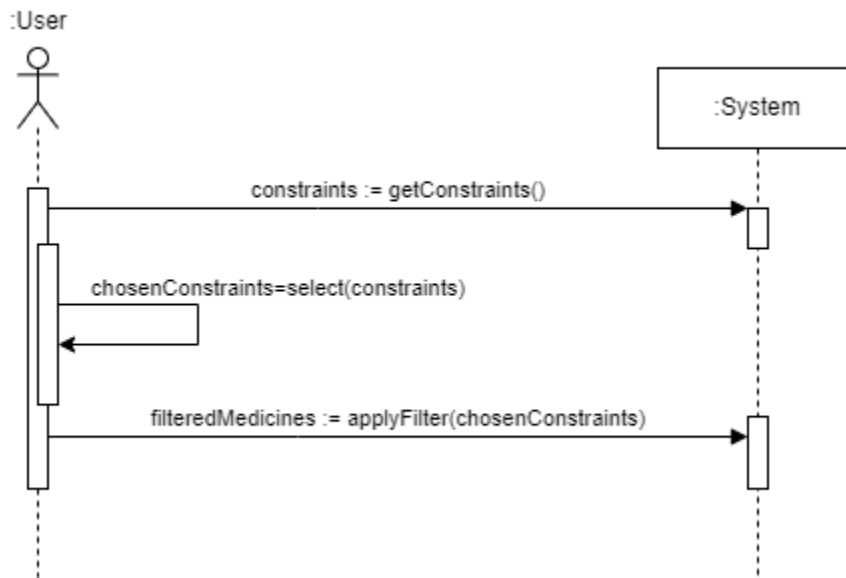 :User
:System
constraints := getConstraints()
chosenConstraints=select(constraints)
filteredMedicines := applyFilter(chosenConstraints)